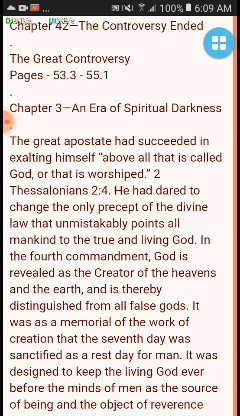 100% 6:09 AM
Chapter 42—The Controversy Ended
.
The Great Controversy
Pages - 53.3 - 55.1
.
Chapter 3—An Era of Spiritual Darkness
The great apostate had succeeded in
exalting himself “above all that is called
God, or that is worshiped.” 2
Thessalonians 2:4. He had dared to
change the only precept of the divine
law that unmistakably points all
mankind to the true and living God. In
the fourth commandment, God is
revealed as the Creator of the heavens
and the earth, and is thereby
distinguished from all false gods. It
was as a memorial of the work of
creation that the seventh day was
sanctified as a rest day for man. It was
designed to keep the living God ever
before the minds of men as the source
of being and the object of reverence